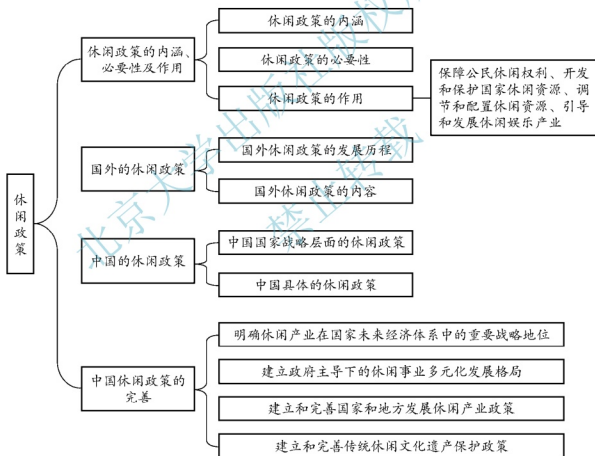 休闲政策
休闲政策的内涵、
必要性及作用
休闲政策的内涵
休闲政策的必要性
休闲政策的作用
保障公民休闲权利、开发
和保护国家休闲资源、调
节和配置休闲资源、引导
和发展休闲娱乐产业
国外的休闲政策
国外休闲政策的发展历程
国外休闲政策的内容
中国的休闲政策
中国国家战略层面的休闲政策
中国具体的休闲政策
中国休闲政策的
完善
明确休闲产业在国家未来经济体系中的重要战略地位
建立政府主导下的休闲事业多元化发展格局
建立和完善国家和地方发展休闲产业政策
建立和完善传统休闲文化遗产保护政策
北京大学出版社版权
禁止转载